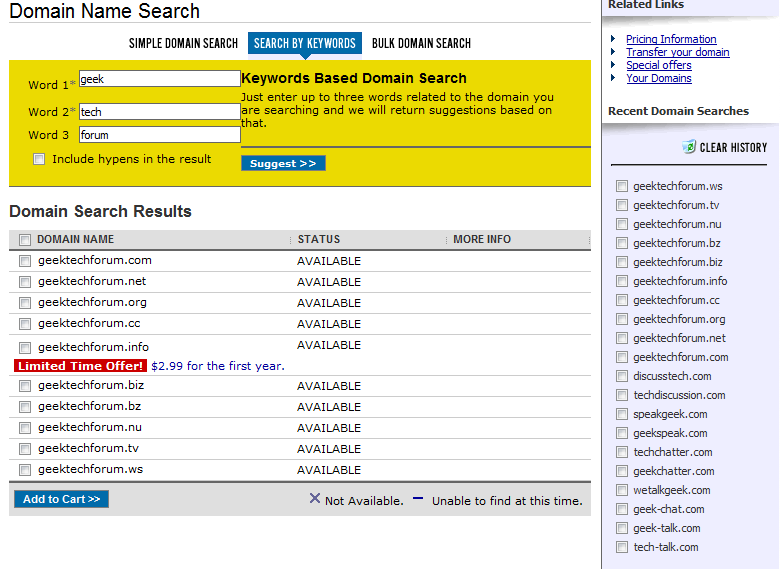 Domain Name Search
SIMPLE DOMAIN SEARCH SEARCH BY KEYWORDS BULK DOMAIN SEARCH
Word 1* geek
Word 2* tech
Word 3 forum
Include hypens in the result
Keywords Based Domain Search
Just enter up to three words related to the domain you
are searching and we will return suggestions based on
that.
Suggest >>
Domain Search Results
DOMAIN NAME STATUS MORE INFO
geektechforum.com AVAILABLE
geektechforum.net AVAILABLE
geektechforum.org AVAILABLE
geektechforum.cc AVAILABLE
geektechforum.info AVAILABLE
Limited Time Offer! $2.99 for the first year.
geektechforum.biz AVAILABLE
geektechforum.bz AVAILABLE
geektechforum.nu AVAILABLE
geektechforum.tv AVAILABLE
geektechforum.ws AVAILABLE
Add to Cart >> Not Available. Unable to find at this time.
Related Links
Pricing Information
Transfer your domain
Special offers
Your Domains
Recent Domain Searches
CLEAR HISTORY
geektechforum.ws
geektechforum.tv
geektechforum.nu
geektechforum.bz
geektechforum.biz
geektechforum.info
geektechforum.cc
geektechforum.org
geektechforum.net
geektechforum.com
discusstech.com
techdiscussion.com
speakgeek.com
geekspeak.com
techchatter.com
geekchatter.com
wetalkgeek.com
geek-chat.com
geek-talk.com
tech-talk.com